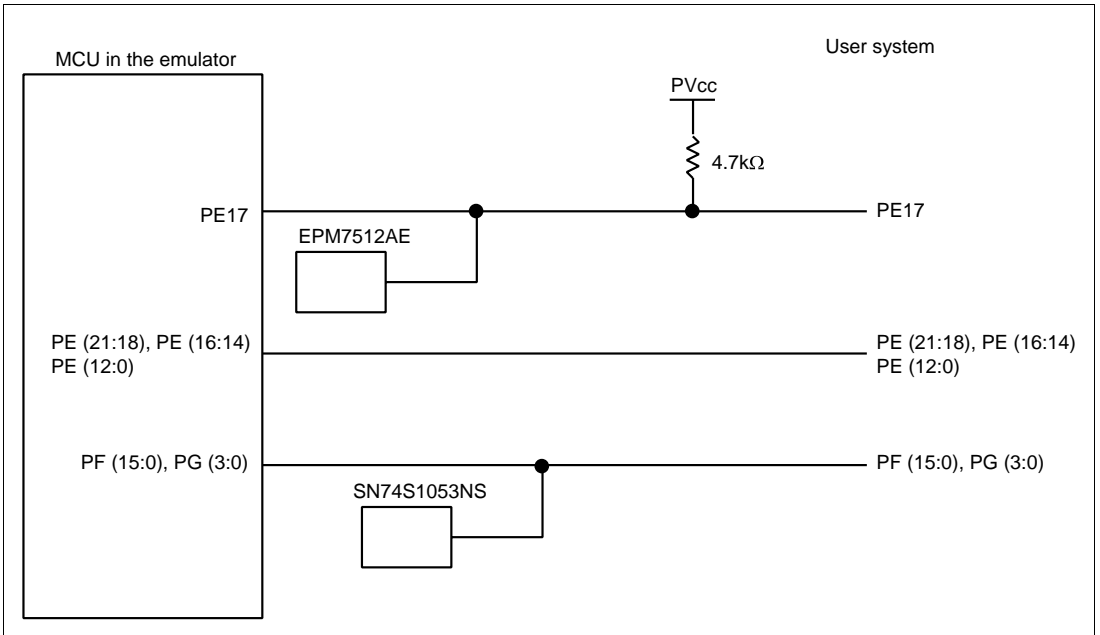 MCU in the emulator
User system
PVcc
4.7kΩ
PE17
PE17
EPM7512AE
PE (21:18), PE (16:14)
PE (12:0)
PE (21:18), PE (16:14)
PE (12:0)
PF (15:0), PG (3:0)
PF (15:0), PG (3:0)
SN74S1053NS